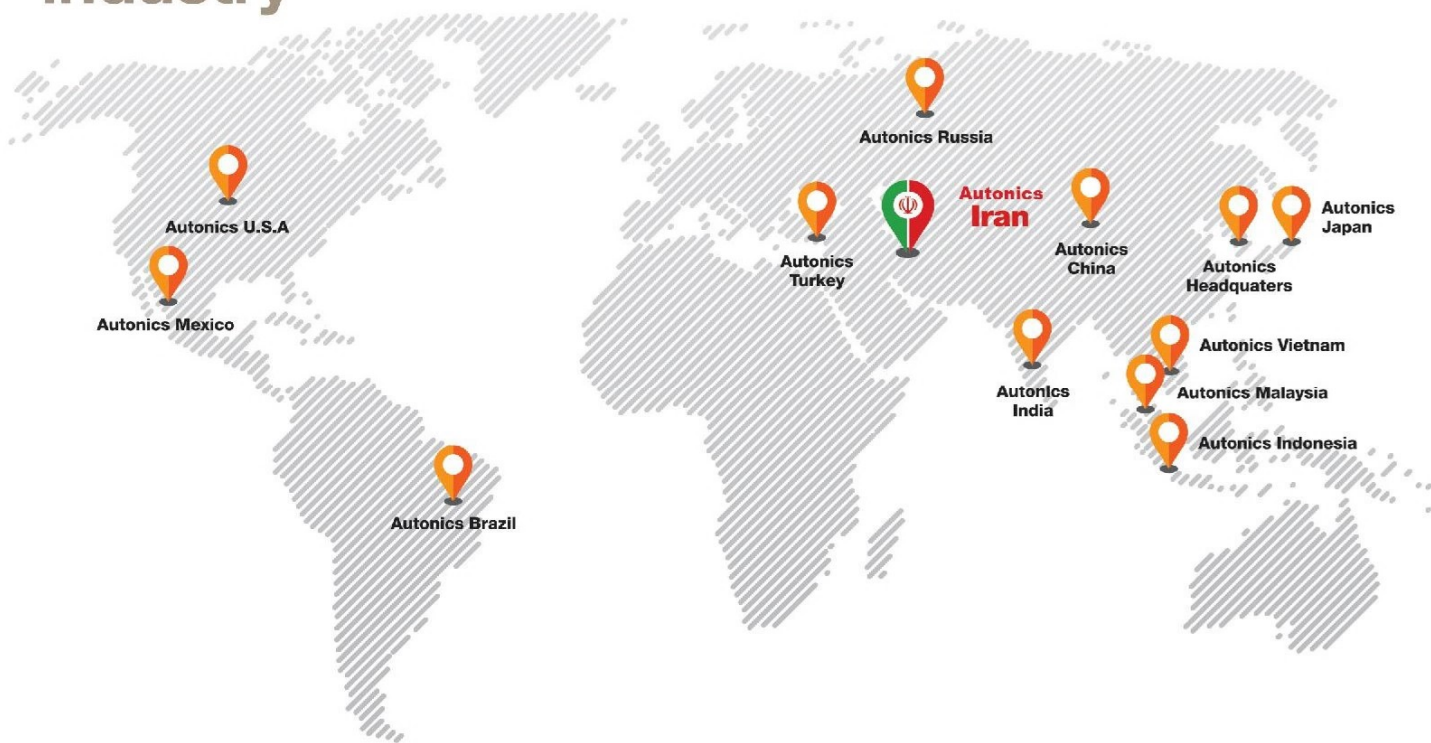 Industry
Autonics Russia
Autonics U.S.A
Autonics
Iran
Autonics
Turkey
Autonics
China
Autonics
Japan
Autonics
Headquaters
Autonics Mexico
Autonics Vietnam
Autonics
India
Autonics Malaysia
Autonics Indonesia
Autonics Brazil